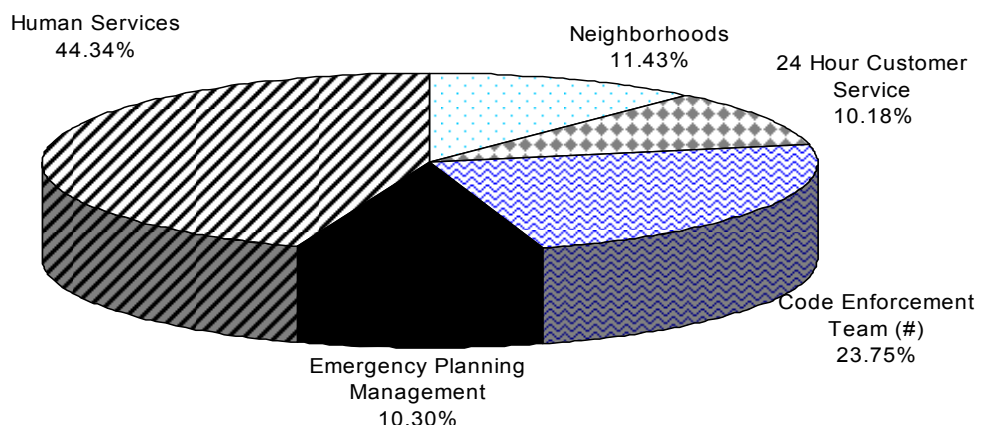 Human Services
44.34%
Neighborhoods
11.43%
24 Hour Customer
Service
10.18%
Code Enforcement
Team (#)
23.75%
Emergency Planning
Management
10.30%